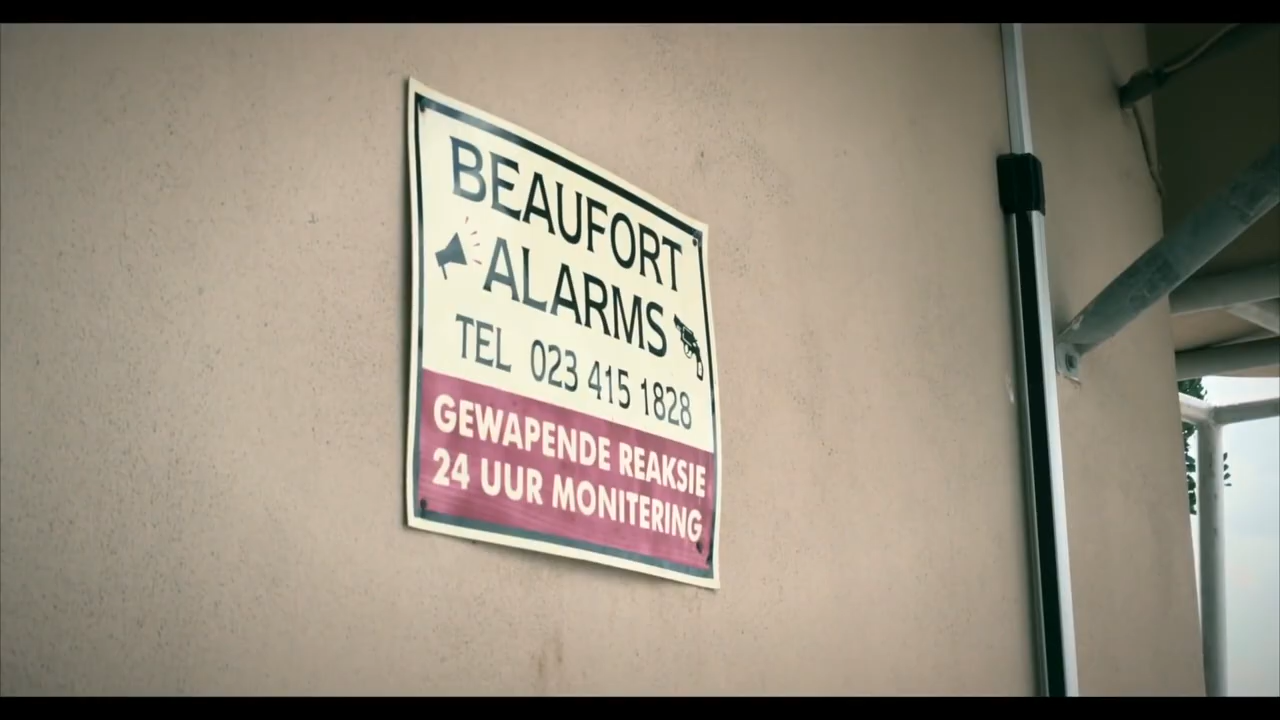 BEAUFORT
ALARMS
TEL 023 415 1828
GEWAPENDE REAKSIE
24 UUR MONITERING